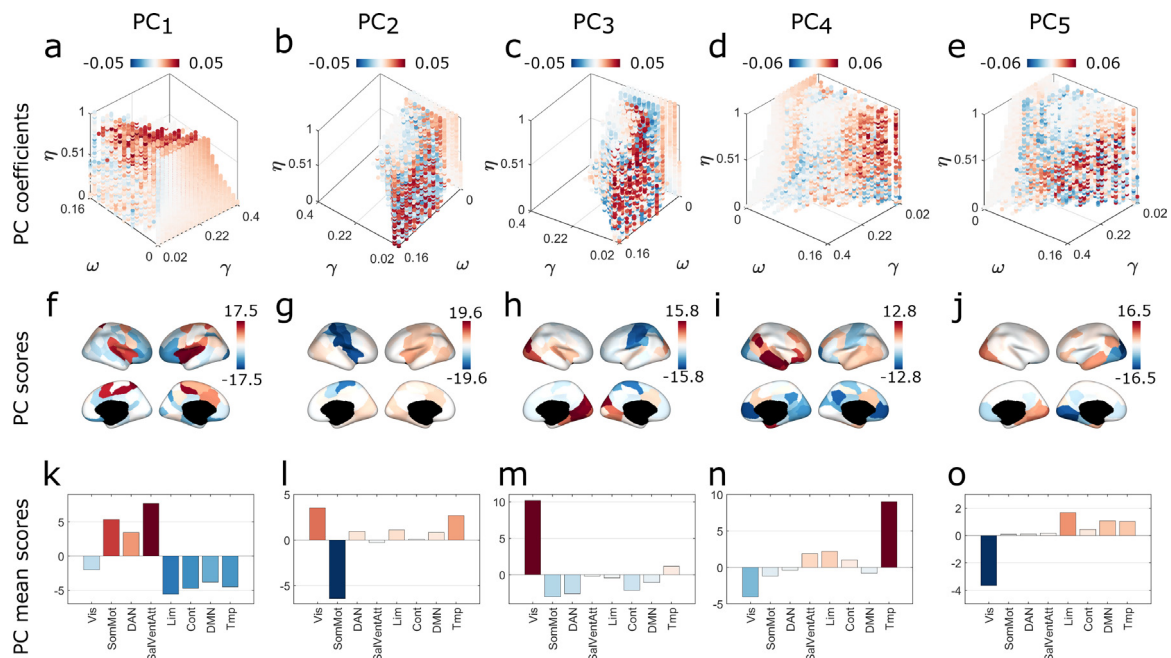 PC1 PC2 PC3 PC4 PC5
a b c d e
-0.05 0.05 -0.05 0.05 -0.05 0.05 -0.06 0.06 -0.06 0.06
PC coefficients
η 1 0.51 0 0.16 ω 0 0.02 0.22 γ 0.4
η 1 0.51 0 0.4 0.22 γ 0.02 0.16 ω 0
η 1 0.51 0 0.4 γ 0.22 0.02 0.16 ω 0
η 1 0.51 0 ω 0.16 0.4 γ 0.22 0.02
η 1 0.51 0 ω 0.16 0.4 γ 0.22 0.02
PC scores
f 17.5 -17.5
g 19.6 -19.6
h 15.8 -15.8
i 12.8 -12.8
j 16.5 -16.5
PC mean scores
k
5
0
-5
Vis SomMot DAN SalVentAtt Lim Cont DMN Tmp
l
5
0
-5
Vis SomMot DAN SalVentAtt Lim Cont DMN Tmp
m
10
5
0
Vis SomMot DAN SalVentAtt Lim Cont DMN Tmp
n
10
5
0
-5
Vis SomMot DAN SalVentAtt Lim Cont DMN Tmp
o
2
0
-2
-4
Vis SomMot DAN SalVentAtt Lim Cont DMN Tmp